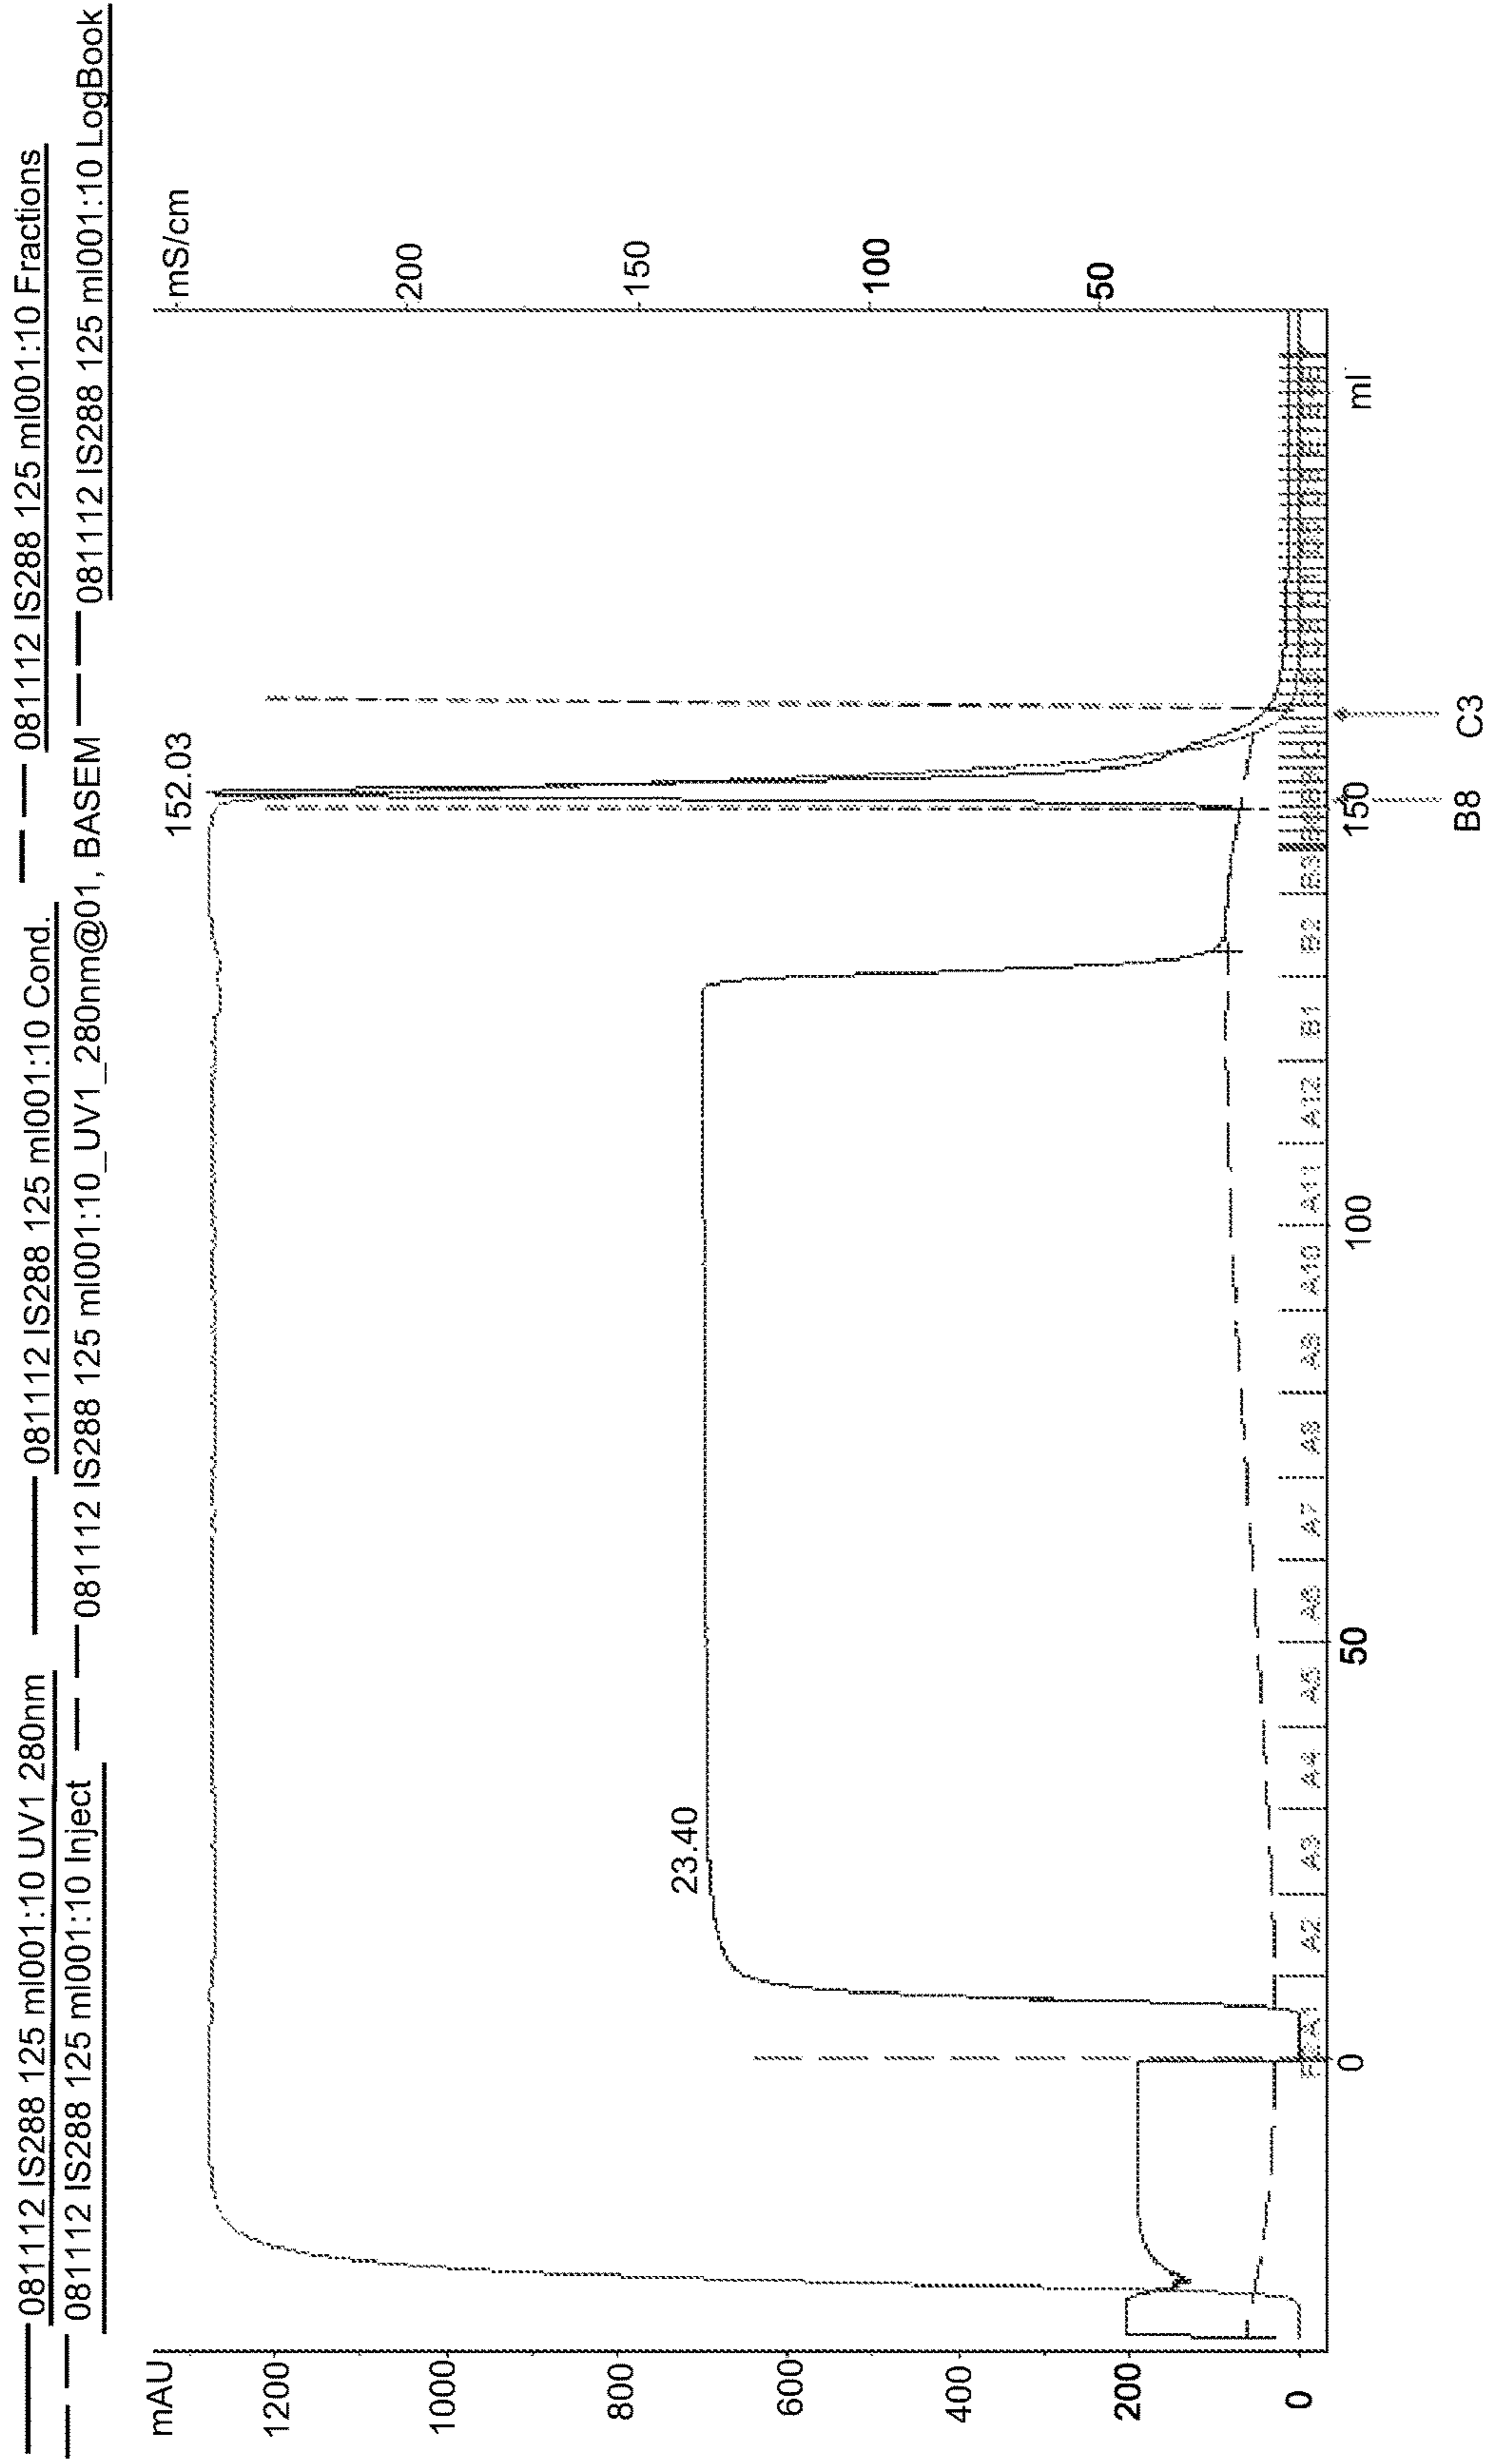 081112 IS288 125 ml001:10 UV1 280nm
081112 IS288 125 ml001:10 Cond.
081112 IS288 125 ml001:10 Fractions
081112 IS288 125 ml001:10 Inject
081112 IS288 125 ml001:10_UV1_280nm@01, BASEM
081112 IS288 125 ml001:10 LogBook
mAU
1200
1000
800
600
400
200
0
mS/cm
200
150
100
50
152.03
23.40
A2
A3
A4
A5
A6
A7
A8
A9
A10
A11
A12
B1
B2
B3
0
50
100
150
ml
B8
C3